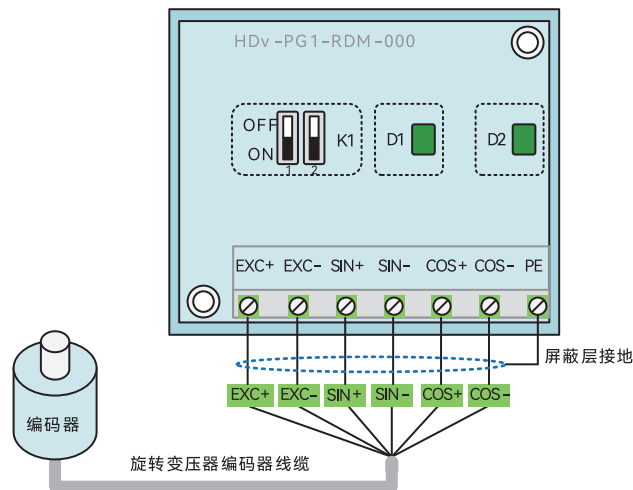 HDv-PG1-RDM-000
OFF
ON
1 2
K1
D1
D2
EXC+ EXC- SIN+ SIN- COS+ COS- PE
屏蔽层接地
EXC+ EXC- SIN+ SIN- COS+ COS-
编码器
旋转变压器编码器线缆